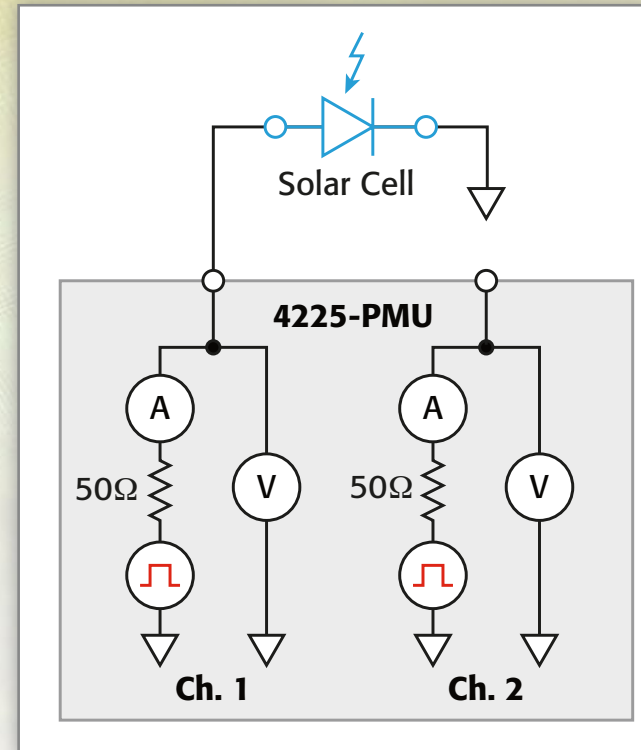 Solar Cell
4225-PMU
A
A
50Ω
V
50Ω
V
Ch. 1
Ch. 2